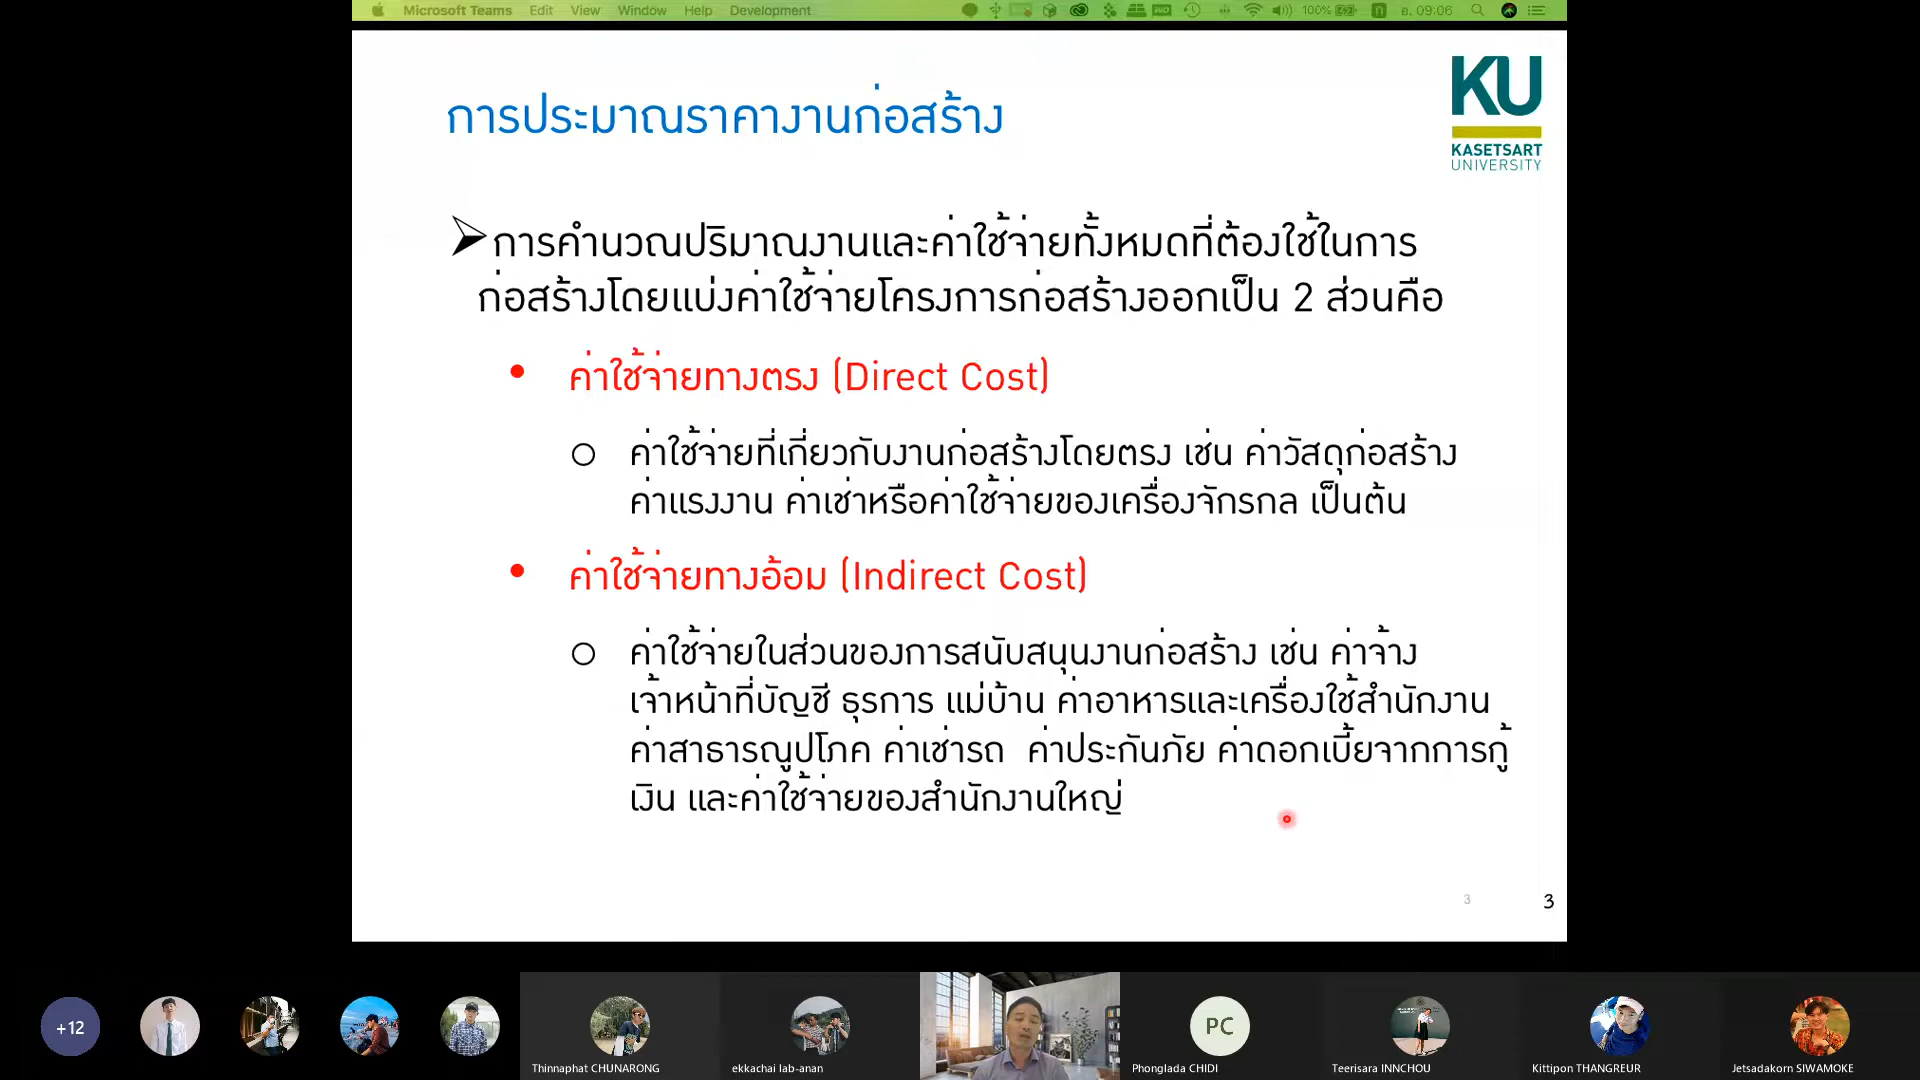 Microsoft Teams Edit View Window Help Development 100% อ. 09:06
การประมาณราคางานก่อสร้าง
KU
KASETSART
UNIVERSITY
การคำนวณปริมาณงานและค่าใช้จ่ายทั้งหมดที่ต้องใช้ในการ
ก่อสร้างโดยแบ่งค่าใช้จ่ายโครงการก่อสร้างออกเป็น 2 ส่วนคือ
• ค่าใช้จ่ายทางตรง (Direct Cost)
ค่าใช้จ่ายที่เกี่ยวกับงานก่อสร้างโดยตรง เช่น ค่าวัสดุก่อสร้าง
ค่าแรงงาน ค่าเช่าหรือค่าใช้จ่ายของเครื่องจักรกล เป็นต้น
• ค่าใช้จ่ายทางอ้อม (Indirect Cost)
ค่าใช้จ่ายในส่วนของการสนับสนุนงานก่อสร้าง เช่น ค่าจ้าง
เจ้าหน้าที่บัญชี ธุรการ แม่บ้าน ค่าอาหารและเครื่องใช้สำนักงาน
ค่าสาธารณูปโภค ค่าเช่ารถ ค่าประกันภัย ค่าดอกเบี้ยจากการกู้
เงิน และค่าใช้จ่ายของสำนักงานใหญ่
3 3
+12
PC
Thinnaphat CHUNARONG
ekkachai lab-anan
Phonglada CHIDI
Teerisara INNCHOU
Kittipon THANGREUR
Jetsadakorn SIWAMOKE